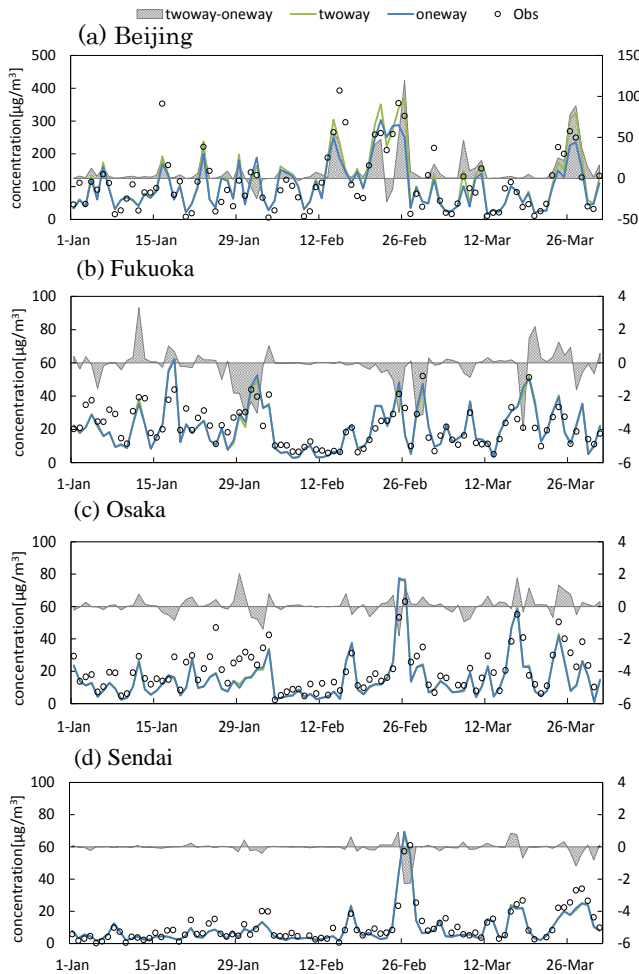 twoway-oneway twoway oneway Obs
(a) Beijing
concentration[μg/m³]
500 150
400 100
300
200 50
100 0
0 -50
1-Jan 15-Jan 29-Jan 12-Feb 26-Feb 12-Mar 26-Mar
(b) Fukuoka
concentration[μg/m³]
100 4
80 2
60 0
40 -2
20 -4
0 -6
1-Jan 15-Jan 29-Jan 12-Feb 26-Feb 12-Mar 26-Mar
(c) Osaka
concentration[μg/m³]
100 4
80 2
60 0
40 -2
20 -4
0 -6
1-Jan 15-Jan 29-Jan 12-Feb 26-Feb 12-Mar 26-Mar
(d) Sendai
concentration[μg/m³]
100 4
80 2
60 0
40 -2
20 -4
0 -6
1-Jan 15-Jan 29-Jan 12-Feb 26-Feb 12-Mar 26-Mar